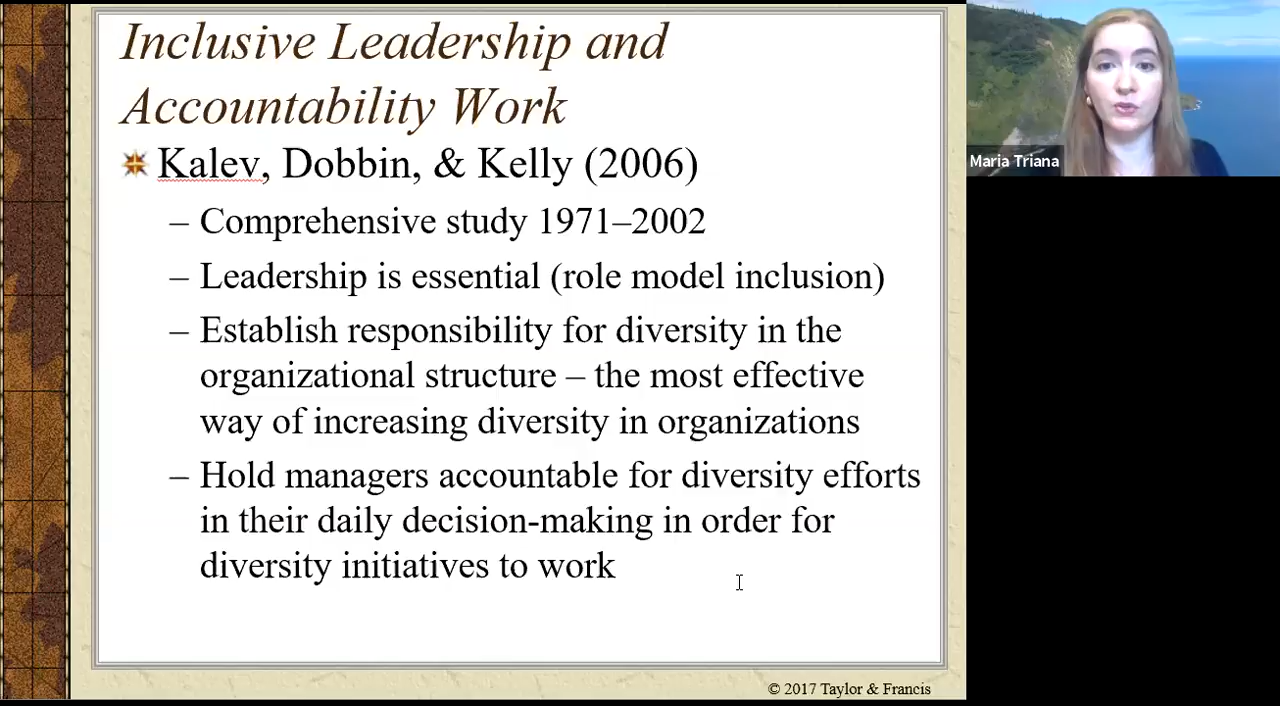 Inclusive Leadership and
Accountability Work
Kalev, Dobbin, & Kelly (2006)
– Comprehensive study 1971–2002
– Leadership is essential (role model inclusion)
– Establish responsibility for diversity in the
organizational structure – the most effective
way of increasing diversity in organizations
– Hold managers accountable for diversity efforts
in their daily decision-making in order for
diversity initiatives to work
© 2017 Taylor & Francis
Maria Triana